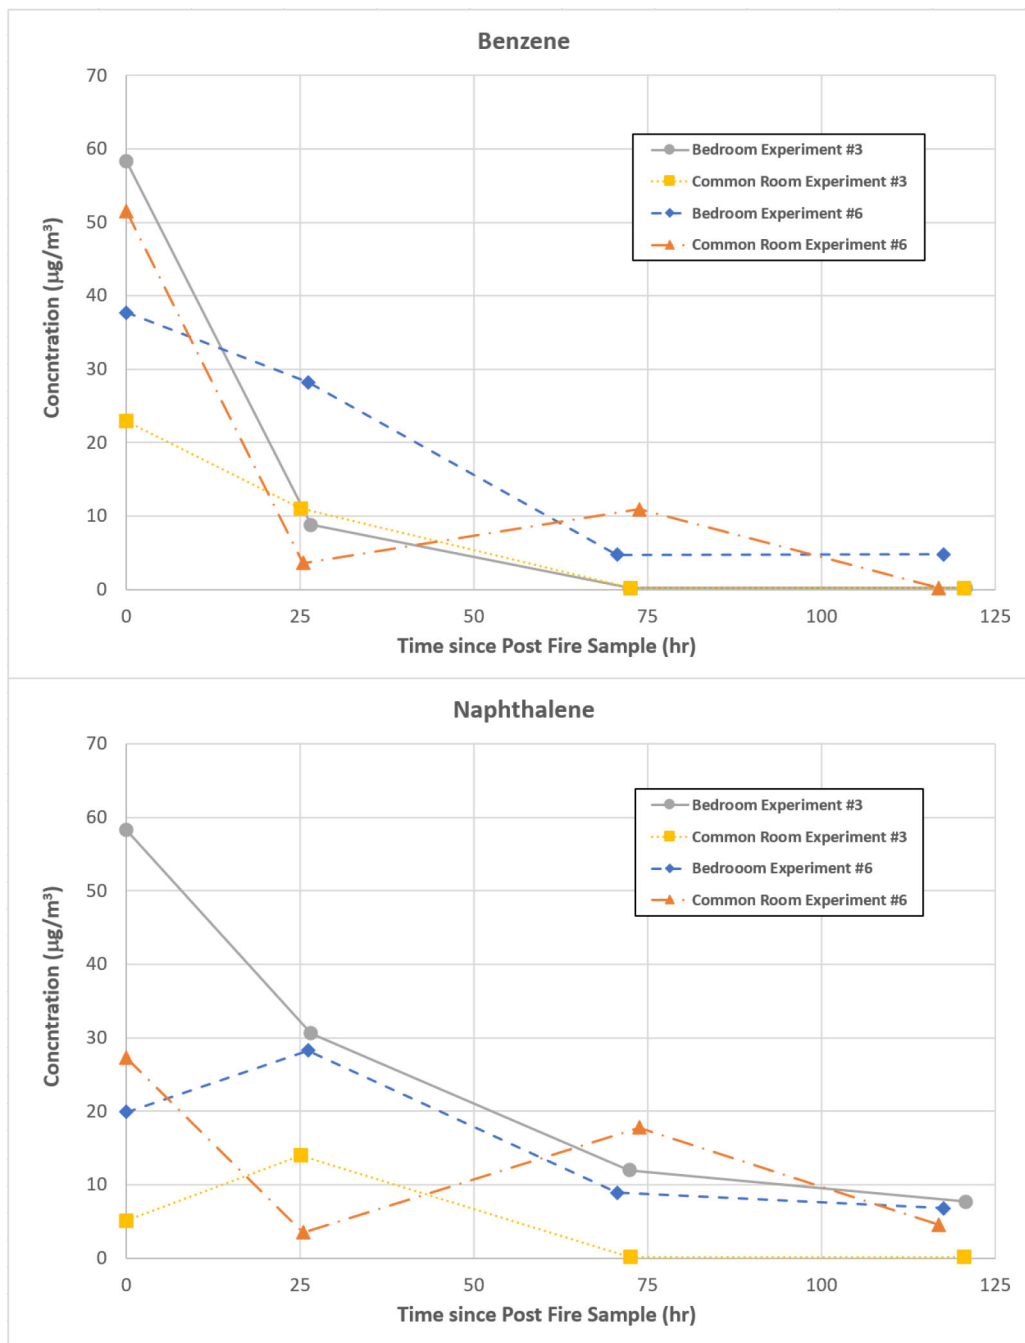 Benzene
70
60
50
40
30
20
10
0
Concntration (µg/m³)
Bedroom Experiment #3
Common Room Experiment #3
Bedroom Experiment #6
Common Room Experiment #6
0 25 50 75 100 125
Time since Post Fire Sample (hr)
Naphthalene
70
60
50
40
30
20
10
0
Concntration (µg/m³)
Bedroom Experiment #3
Common Room Experiment #3
Bedrooom Experiment #6
Common Room Experiment #6
0 25 50 75 100 125
Time since Post Fire Sample (hr)